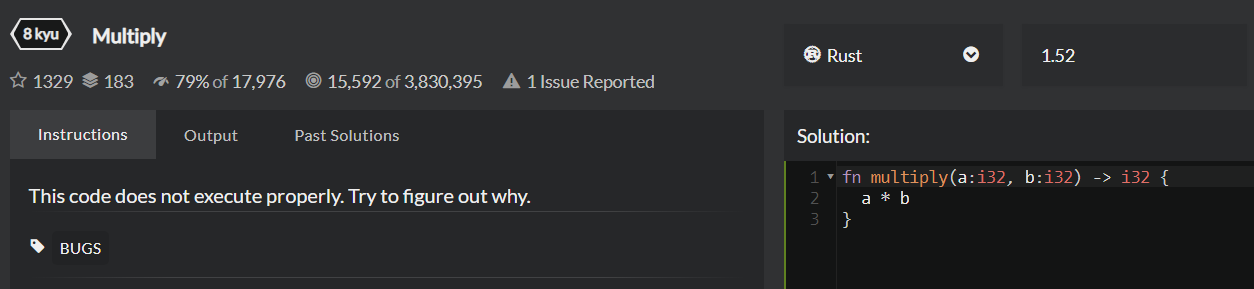 8 kyu Multiply
1329 183 79% of 17,976 15,592 of 3,830,395 1 Issue Reported
Instructions Output Past Solutions
This code does not execute properly. Try to figure out why.
BUGS
Rust 1.52
Solution:
1 fn multiply(a:i32, b:i32) -> i32 {
2 a * b
3 }